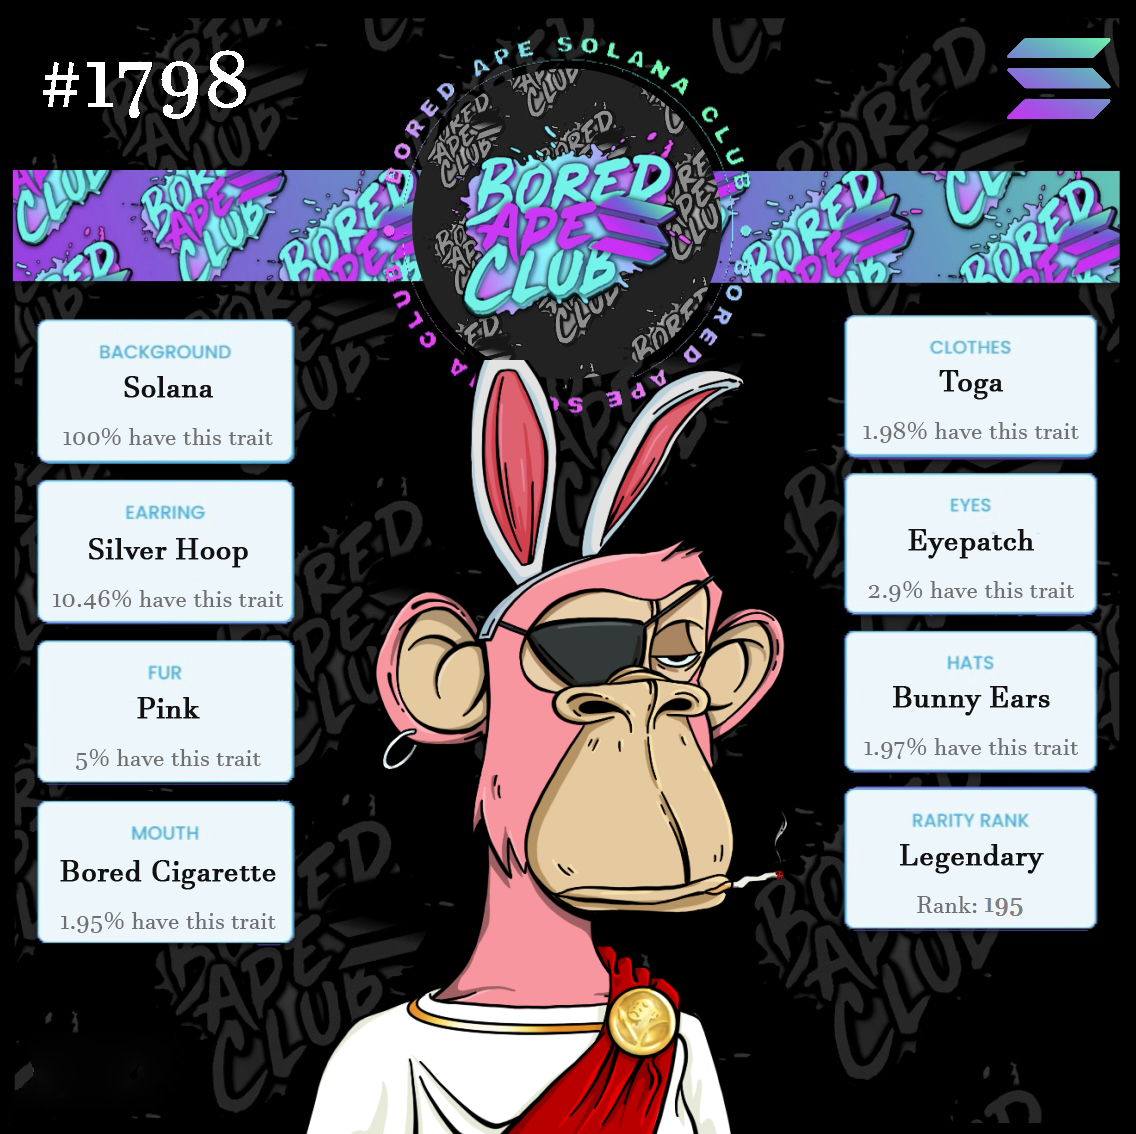 #1798
BORED APE SOLANA CLUB
BORED
APE
CLUB
BACKGROUND
Solana
100% have this trait
EARRING
Silver Hoop
10.46% have this trait
FUR
Pink
5% have this trait
MOUTH
Bored Cigarette
1.95% have this trait
CLOTHES
Toga
1.98% have this trait
EYES
Eyepatch
2.9% have this trait
HATS
Bunny Ears
1.97% have this trait
RARITY RANK
Legendary
Rank: 195